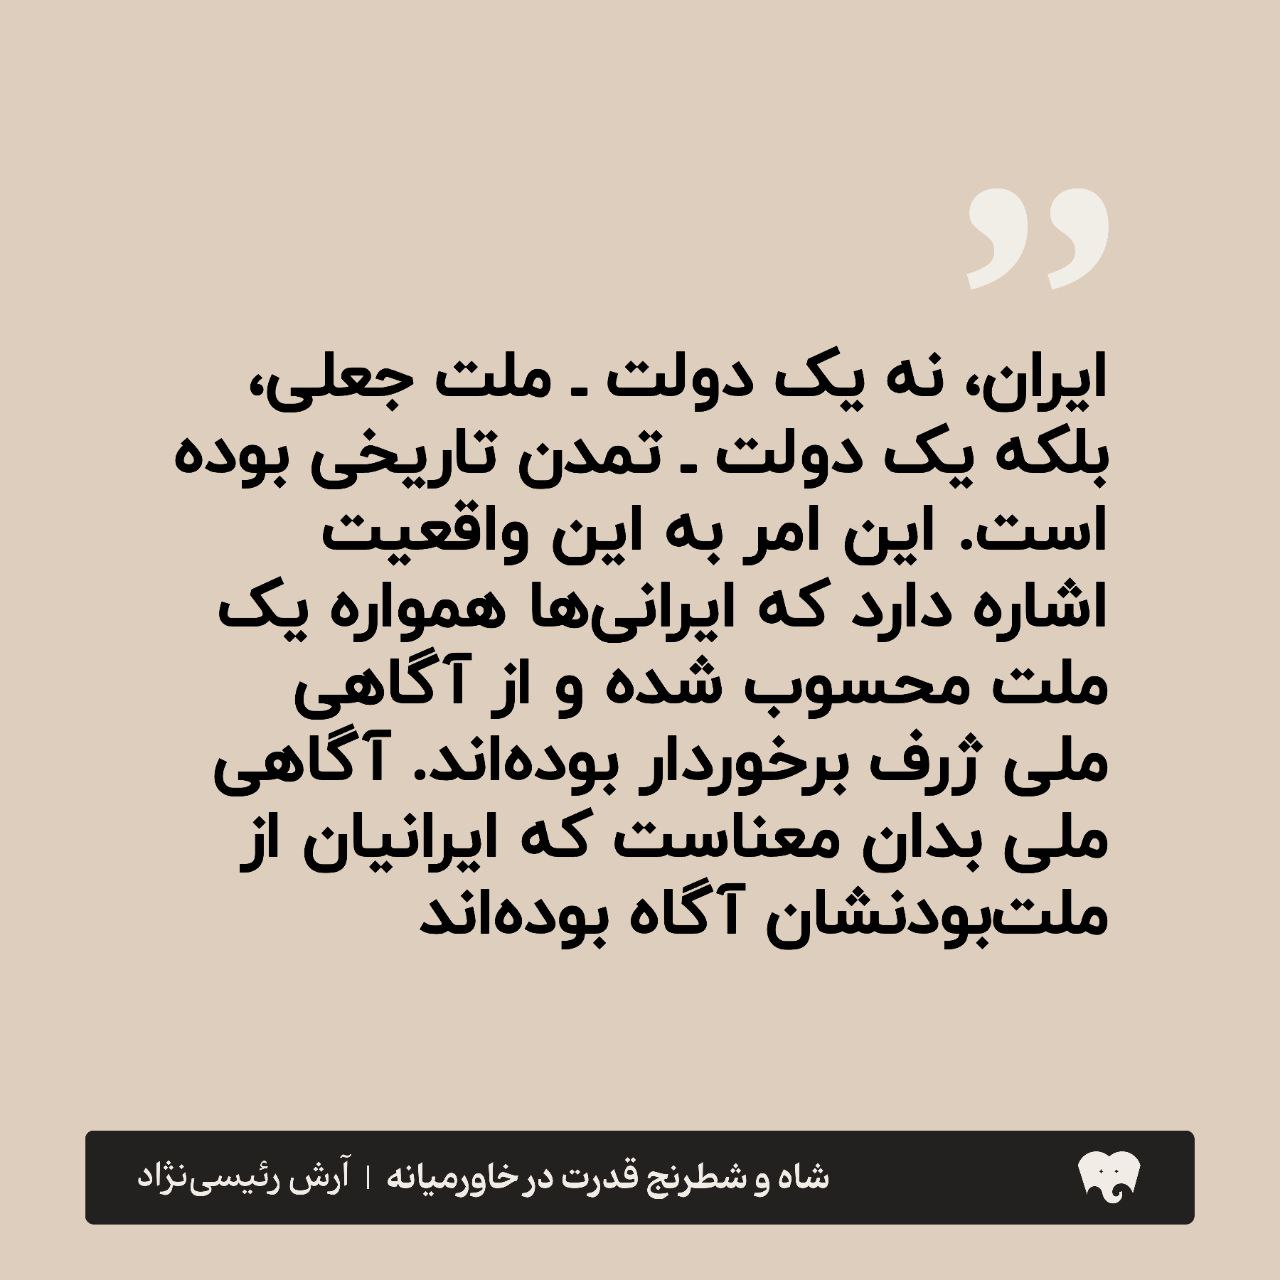 ”
ایران، نه یک دولت ـ ملت جعلی،
بلکه یک دولت ـ تمدن تاریخی بوده
است. این امر به این واقعیت
اشاره دارد که ایرانی‌ها همواره یک
ملت محسوب شده و از آگاهی
ملی ژرف برخوردار بوده‌اند. آگاهی
ملی بدان معناست که ایرانیان از
ملت‌بودنشان آگاه بوده‌اند
شاه و شطرنج قدرت در خاورمیانه | آرش رئیسی‌نژاد